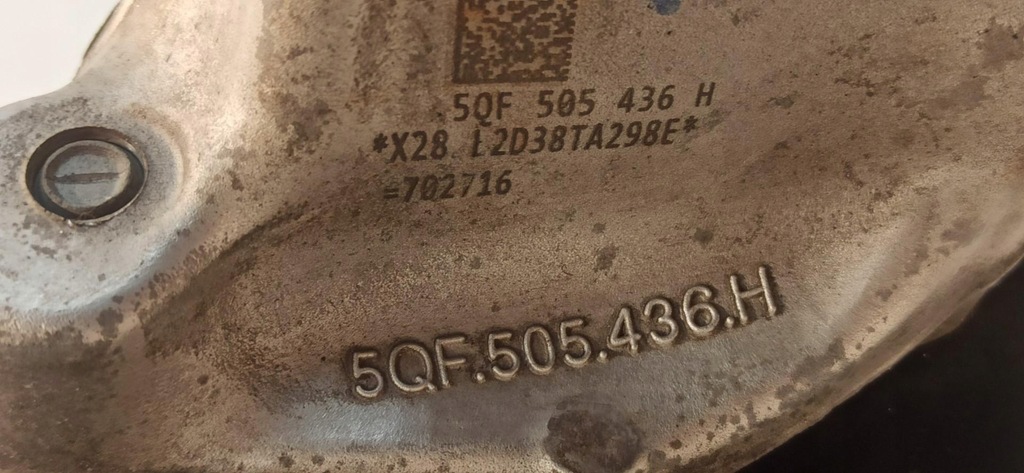 5QF 505 436 H
*X28 L2D38TA298E*
=702716
5QF.505.436.H